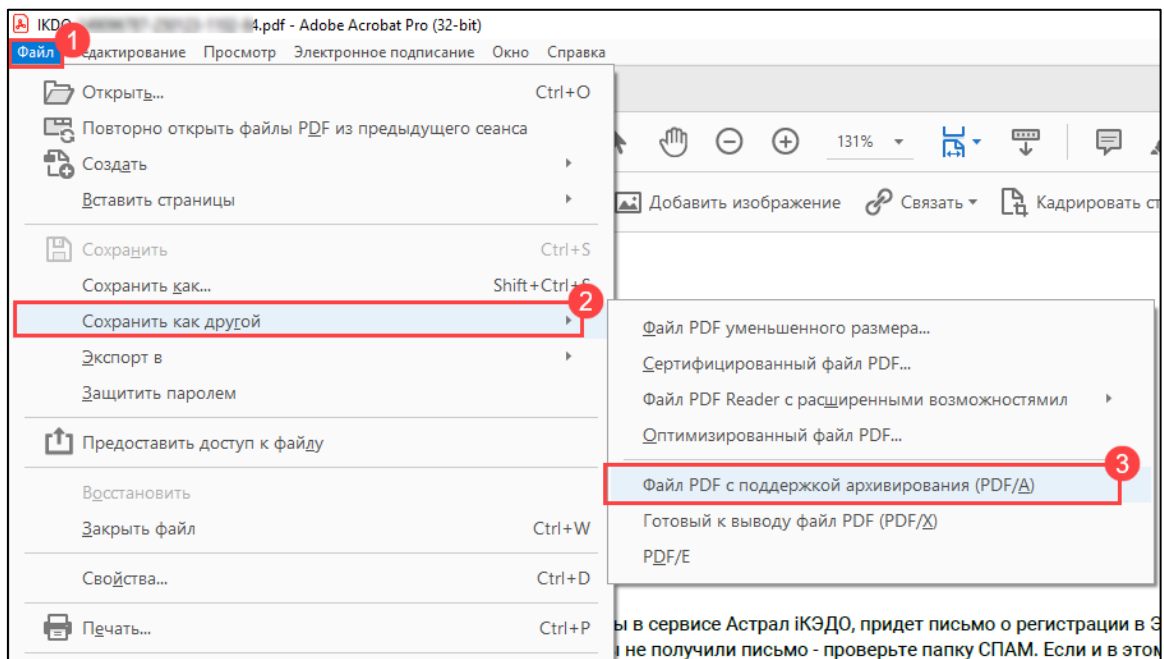 IKDO 4.pdf - Adobe Acrobat Pro (32-bit)
1
Файл едактирование Просмотр Электронное подписание Окно Справка
Открыть... Ctrl+O
Повторно открыть файлы PDF из предыдущего сеанса
Создать
Вставить страницы
Сохранить Ctrl+S
Сохранить как... Shift+Ctrl+S
2
Сохранить как другой
Экспорт в
Защитить паролем
Предоставить доступ к файлу
Восстановить
Закрыть файл Ctrl+W
Свойства... Ctrl+D
Печать... Ctrl+P
131%
Добавить изображение Связать Кадрировать ст
Файл PDF уменьшенного размера...
Сертифицированный файл PDF...
Файл PDF Reader с расширенными возможностямил
Оптимизированный файл PDF...
3
Файл PDF с поддержкой архивирования (PDF/A)
Готовый к выводу файл PDF (PDF/X)
PDF/E
ы в сервисе Астрал iКЭДО, придет письмо о регистрации в Э
не получили письмо - проверьте папку СПАМ. Если и в этом